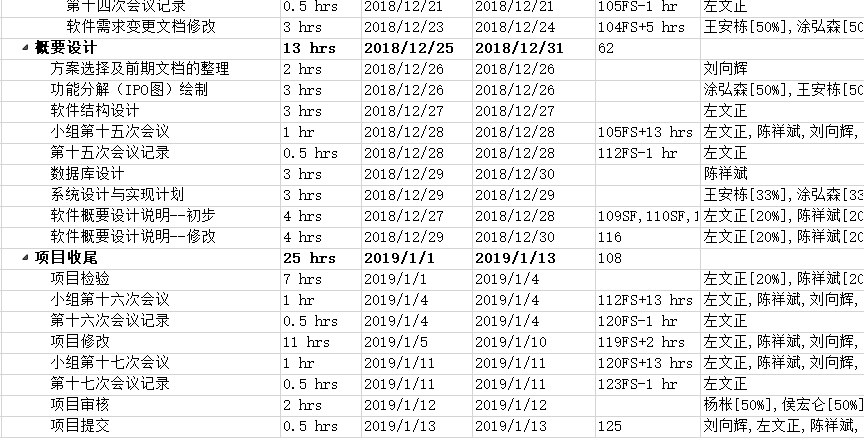 第十四次会议记录 0.5 hrs 2018/12/21 2018/12/21 105FS-1 hr 左文正
软件需求变更文档修改 3 hrs 2018/12/23 2018/12/24 104FS+5 hrs 王安栋[50%],涂弘森[50
概要设计 13 hrs 2018/12/25 2018/12/31 62
方案选择及前期文档的整理 2 hrs 2018/12/26 2018/12/26 刘向辉
功能分解（IPO图）绘制 3 hrs 2018/12/26 2018/12/26 涂弘森[50%],王安栋[50
软件结构设计 3 hrs 2018/12/27 2018/12/27 左文正
小组第十五次会议 1 hr 2018/12/28 2018/12/28 105FS+13 hrs 左文正,陈祥斌,刘向辉,
第十五次会议记录 0.5 hrs 2018/12/28 2018/12/28 112FS-1 hr 左文正
数据库设计 3 hrs 2018/12/29 2018/12/30 陈祥斌
系统设计与实现计划 3 hrs 2018/12/29 2018/12/29 王安栋[33%],涂弘森[33
软件概要设计说明--初步 4 hrs 2018/12/27 2018/12/28 109SF,110SF,1 左文正[20%],陈祥斌[20
软件概要设计说明--修改 4 hrs 2018/12/29 2018/12/30 116 左文正[20%],陈祥斌[20
项目收尾 25 hrs 2019/1/1 2019/1/13 108
项目检验 7 hrs 2019/1/1 2019/1/4 左文正[20%],陈祥斌[20
小组第十六次会议 1 hr 2019/1/4 2019/1/4 112FS+13 hrs 左文正,陈祥斌,刘向辉,
第十六次会议记录 0.5 hrs 2019/1/4 2019/1/4 120FS-1 hr 左文正
项目修改 11 hrs 2019/1/5 2019/1/10 119FS+2 hrs 左文正,陈祥斌,刘向辉,
小组第十七次会议 1 hr 2019/1/11 2019/1/11 120FS+13 hrs 左文正,陈祥斌,刘向辉,
第十七次会议记录 0.5 hrs 2019/1/11 2019/1/11 123FS-1 hr 左文正
项目审核 2 hrs 2019/1/12 2019/1/12 杨枨[50%],侯宏仑[50%]
项目提交 0.5 hrs 2019/1/13 2019/1/13 125 刘向辉,左文正,陈祥斌,